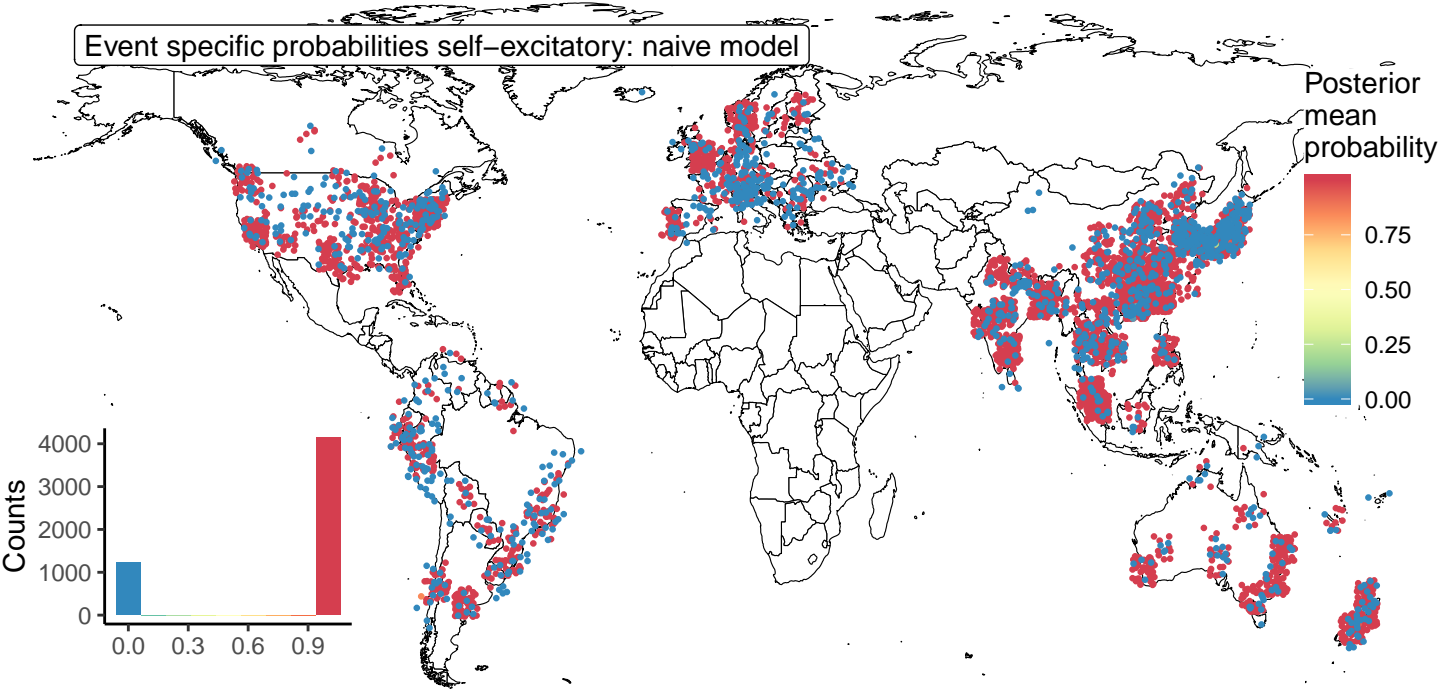 Event specific probabilities self−excitatory: naive model
Posterior
mean
probability
0.75
0.50
0.25
0.00
Counts
4000
3000
2000
1000
0
0.0 0.3 0.6 0.9